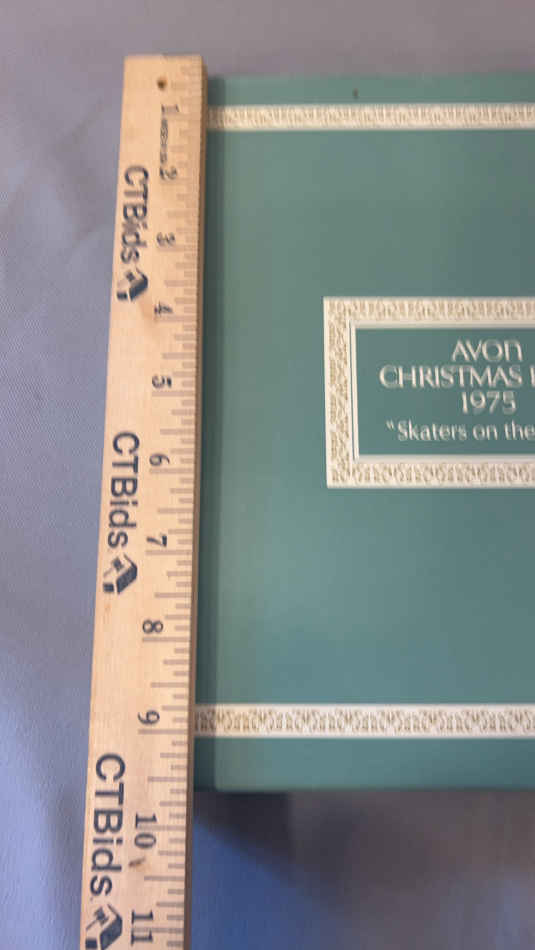 1
2
3
4
5
6
7
8
9
10
11
CTBids
CTBids
CTBids
AVON
CHRISTMAS
1975
"Skaters on the